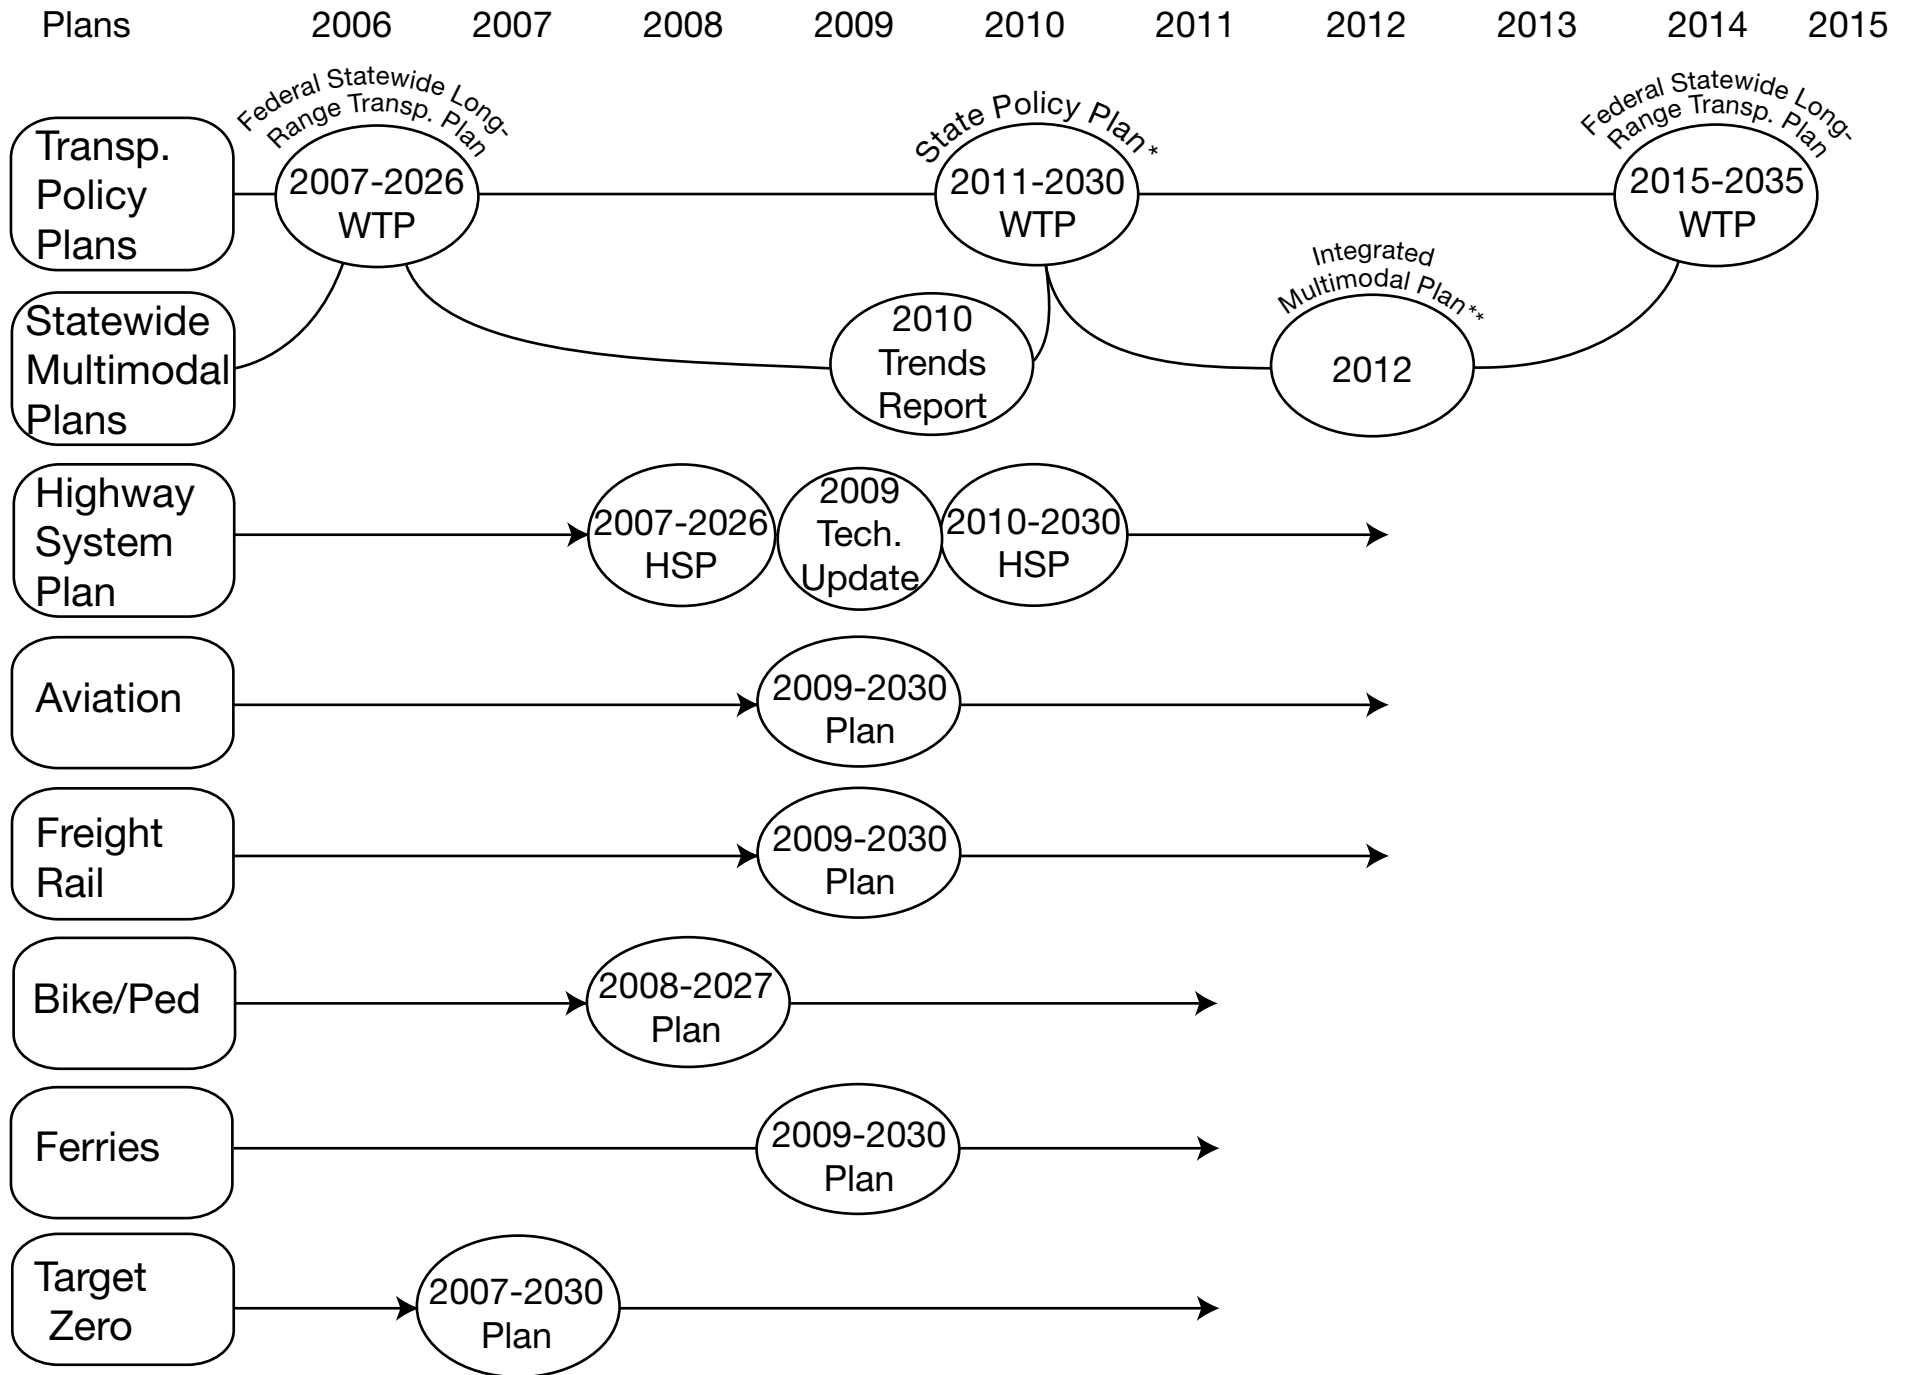 Plans 2006 2007 2008 2009 2010 2011 2012 2013 2014 2015
Federal Statewide Long-
Range Transp. Plan
State Policy Plan*
Federal Statewide Long-
Range Transp. Plan
Transp.
Policy
Plans
2007-2026
WTP
2011-2030
WTP
2015-2035
WTP
Integrated
Multimodal Plan**
Statewide
Multimodal
Plans
2010
Trends
Report
2012
Highway
System
Plan
2007-2026
HSP
2009
Tech.
Update
2010-2030
HSP
Aviation
2009-2030
Plan
Freight
Rail
2009-2030
Plan
Bike/Ped
2008-2027
Plan
Ferries
2009-2030
Plan
Target
Zero
2007-2030
Plan